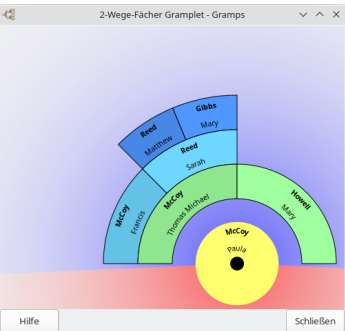 2-Wege-Fächer Gramplet - Gramps
Gibbs
Mary
Reed
Matthew
Reed
Sarah
McCoy
Francis
McCoy
Thomas Michael
Howell
Mary
McCoy
Paula
Hilfe
Schließen